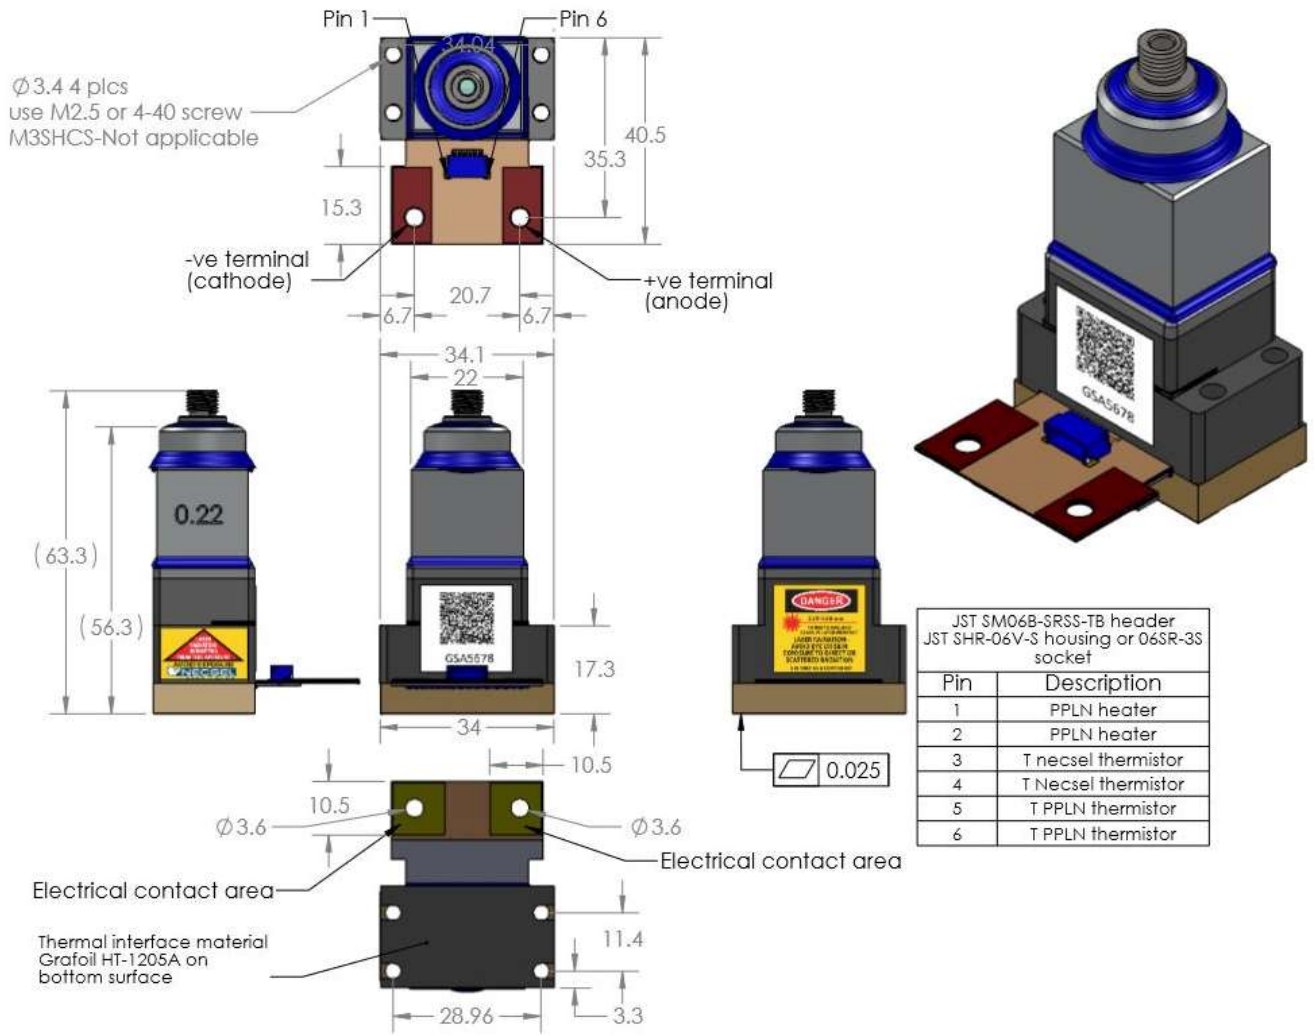 Pin 1
Pin 6
34.04
Ø3.4 4 plcs
use M2.5 or 4-40 screw
M3SHCS-Not applicable
40.5
35.3
15.3
-ve terminal
(cathode)
+ve terminal
(anode)
20.7
6.7
6.7
34.1
22
0.22
(63.3)
(56.3)
GSA5678
GSA5678
NECSEL
DANGER
LASER RADIATION
17.3
34
0.025
JST SM06B-SRSS-TB header
JST SHR-06V-S housing or 06SR-3S
socket
Pin Description
1 PPLN heater
2 PPLN heater
3 T necsel thermistor
4 T Necsel thermistor
5 T PPLN thermistor
6 T PPLN thermistor
10.5
10.5
Ø3.6
Ø3.6
Electrical contact area
Electrical contact area
Thermal interface material
Grafoil HT-1205A on
bottom surface
11.4
28.96
3.3